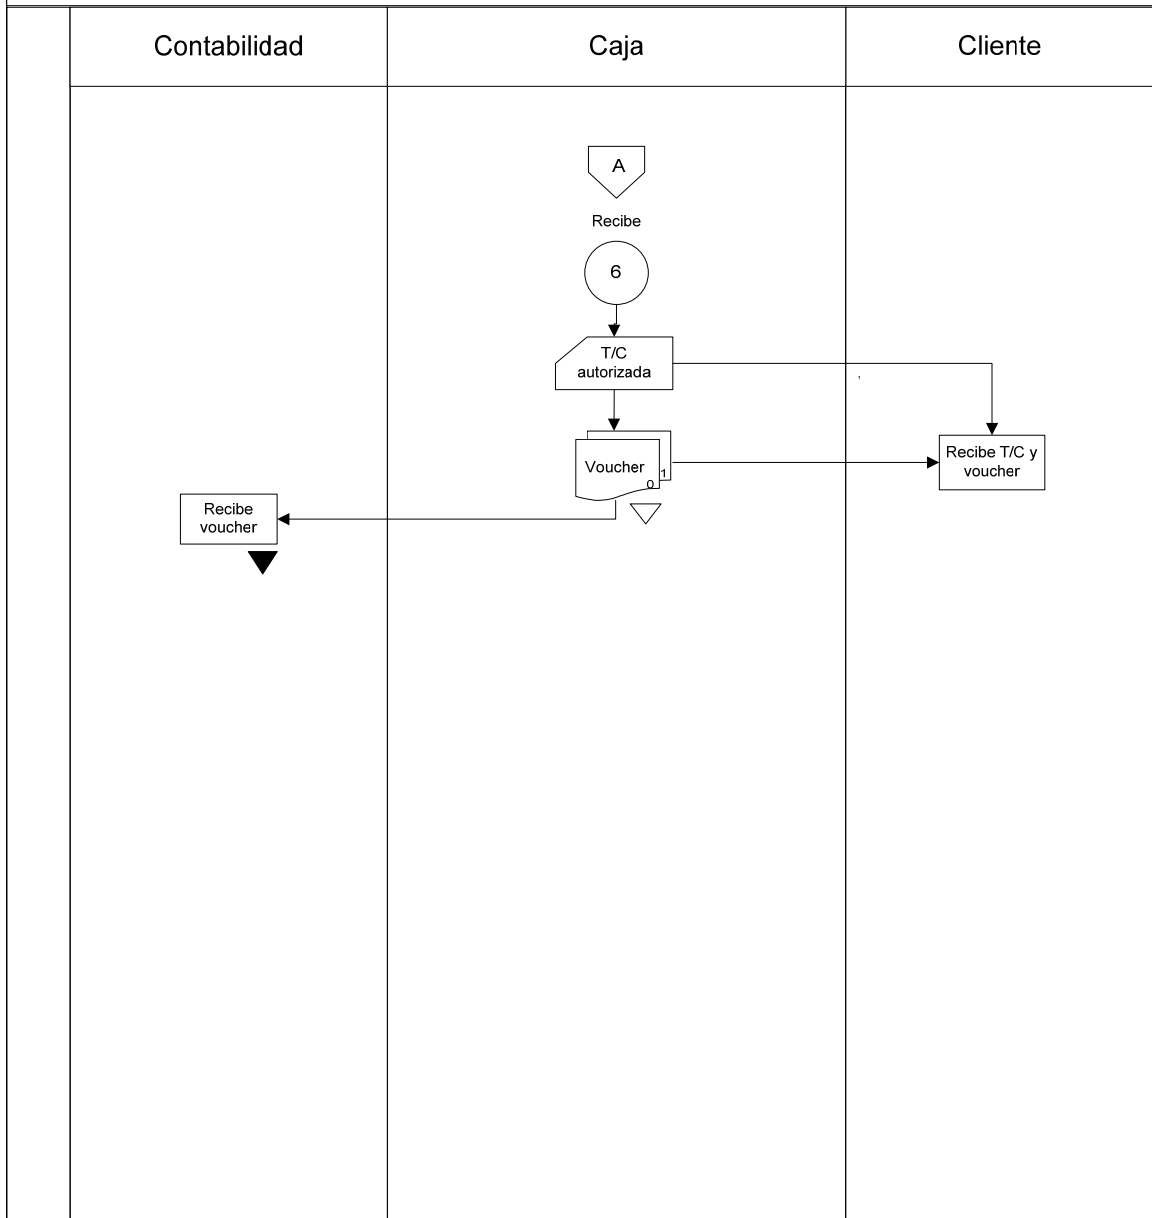 Contabilidad
Caja
Cliente
A
Recibe
6
T/C
autorizada
Voucher
1
0
Recibe T/C y
voucher
Recibe
voucher